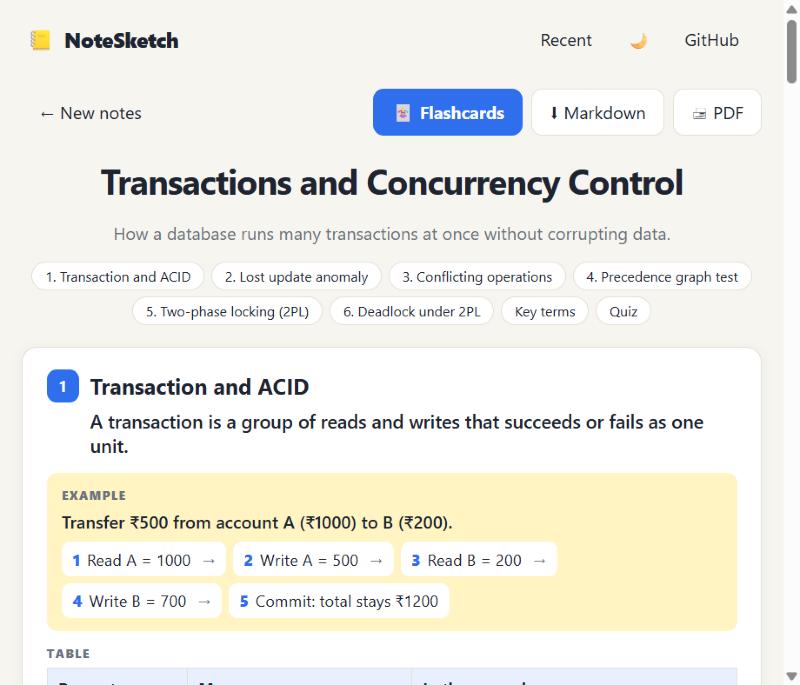 NoteSketch
Recent
GitHub
← New notes
Flashcards
⬇ Markdown
PDF
Transactions and Concurrency Control
How a database runs many transactions at once without corrupting data.
1. Transaction and ACID
2. Lost update anomaly
3. Conflicting operations
4. Precedence graph test
5. Two-phase locking (2PL)
6. Deadlock under 2PL
Key terms
Quiz
1 Transaction and ACID
A transaction is a group of reads and writes that succeeds or fails as one
unit.
EXAMPLE
Transfer ₹500 from account A (₹1000) to B (₹200).
1 Read A = 1000 →
2 Write A = 500 →
3 Read B = 200 →
4 Write B = 700 →
5 Commit: total stays ₹1200
TABLE